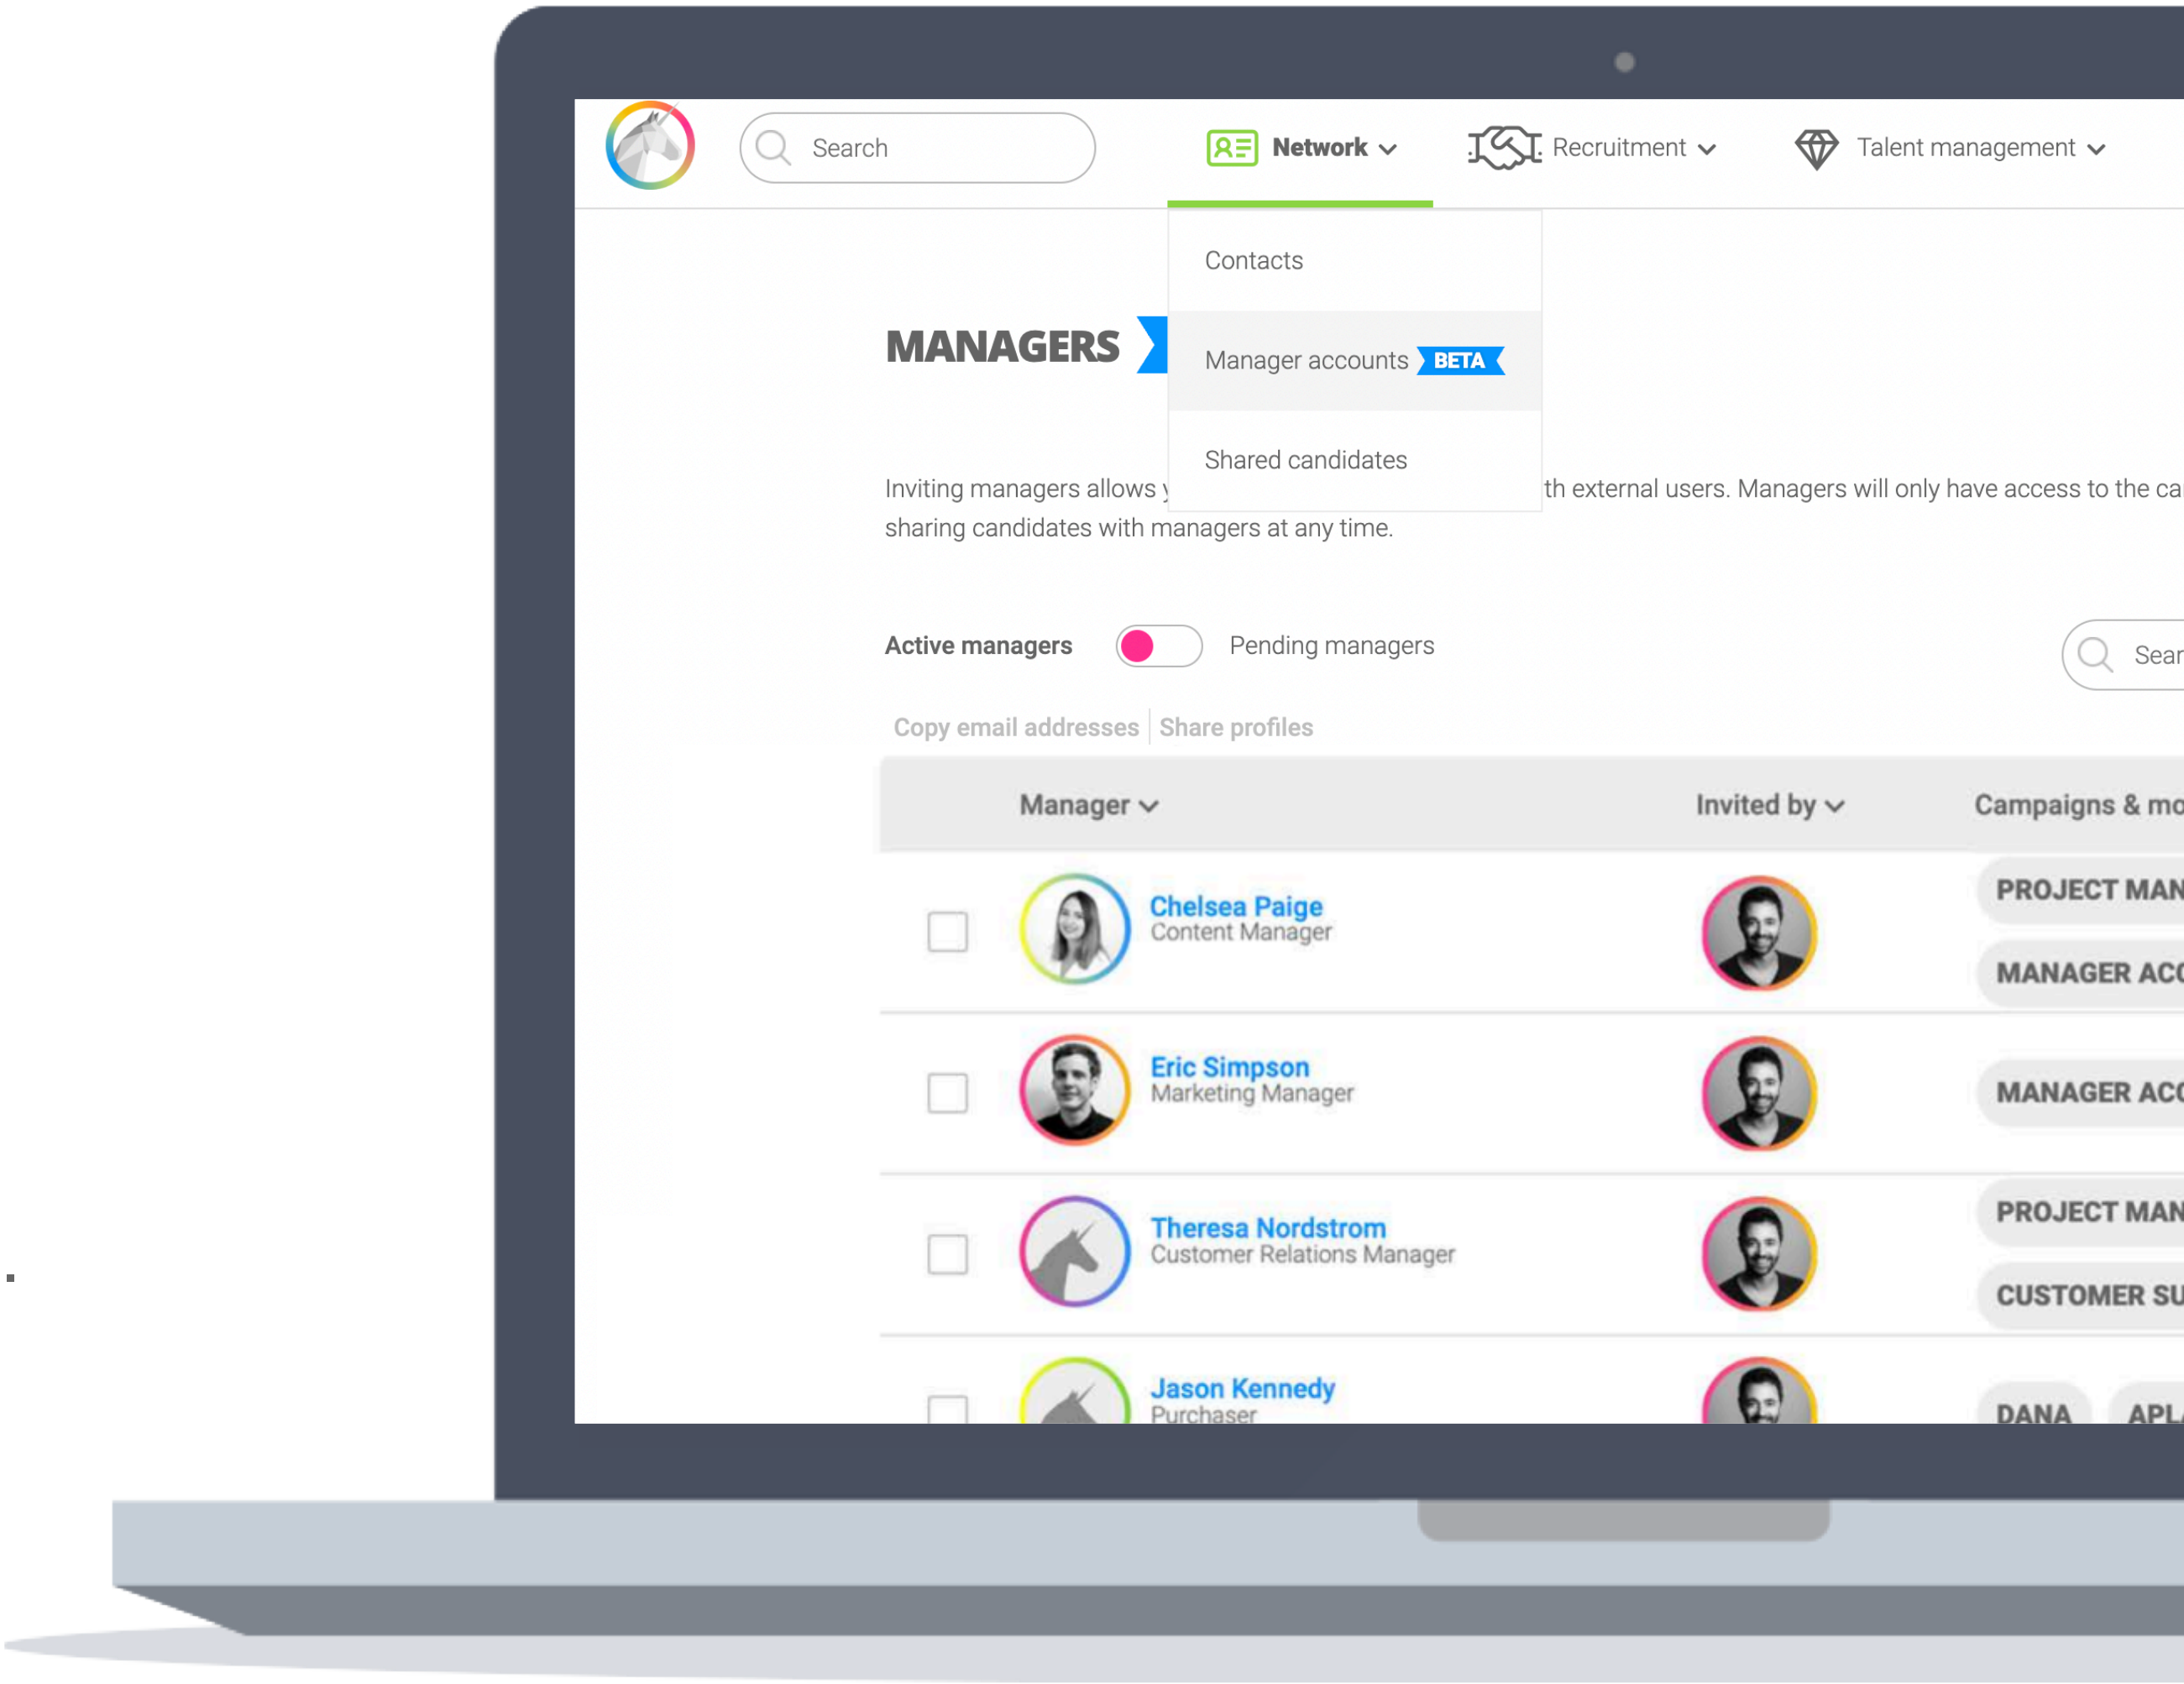 Search
Network
Recruitment
Talent management
Contacts
MANAGERS
Manager accounts BETA
Shared candidates
Inviting managers allows th external users. Managers will only have access to the
sharing candidates with managers at any time.
Active managers
Pending managers
Sear
Copy email addresses
Share profiles
Manager
Invited by
Campaigns & mo
Chelsea Paige
Content Manager
PROJECT MAN
MANAGER ACC
Eric Simpson
Marketing Manager
MANAGER ACC
Theresa Nordstrom
Customer Relations Manager
PROJECT MAN
CUSTOMER SU
Jason Kennedy
Purchaser
DANA
APL